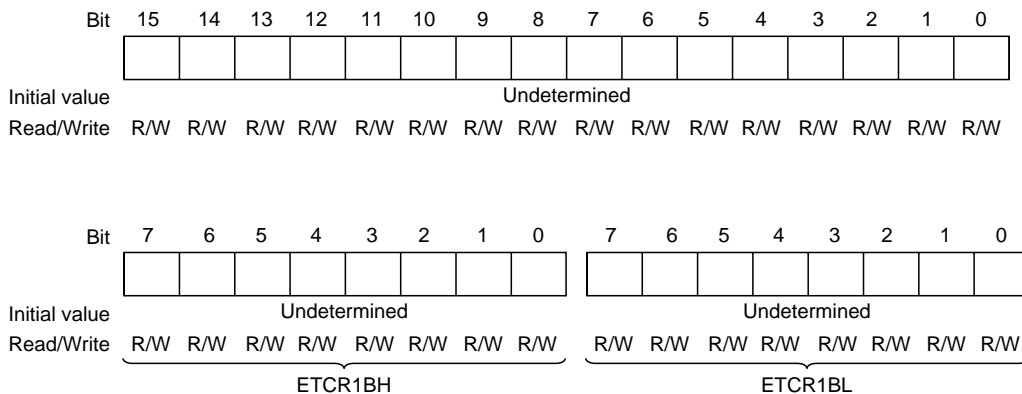 Bit 15 14 13 12 11 10 9 8 7 6 5 4 3 2 1 0
Initial value Undetermined
Read/Write R/W R/W R/W R/W R/W R/W R/W R/W R/W R/W R/W R/W R/W R/W R/W R/W
Bit 7 6 5 4 3 2 1 0 7 6 5 4 3 2 1 0
Initial value Undetermined Undetermined
Read/Write R/W R/W R/W R/W R/W R/W R/W R/W R/W R/W R/W R/W R/W R/W R/W R/W
ETCR1BH ETCR1BL